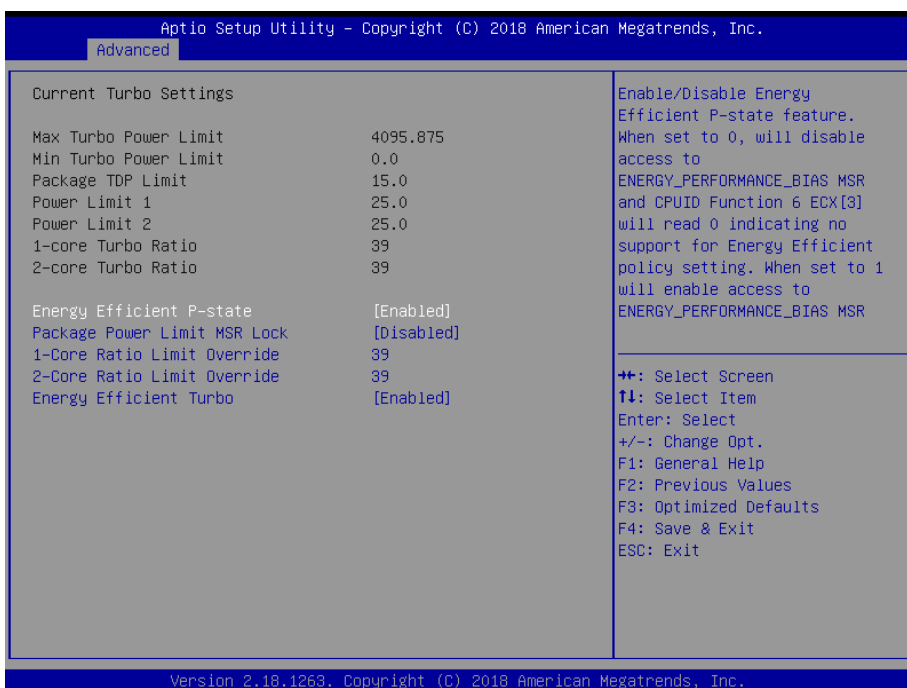 Aptio Setup Utility – Copyright (C) 2018 American Megatrends, Inc.
Advanced
Current Turbo Settings
Max Turbo Power Limit 4095.875
Min Turbo Power Limit 0.0
Package TDP Limit 15.0
Power Limit 1 25.0
Power Limit 2 25.0
1-core Turbo Ratio 39
2-core Turbo Ratio 39
Energy Efficient P-state [Enabled]
Package Power Limit MSR Lock [Disabled]
1-Core Ratio Limit Override 39
2-Core Ratio Limit Override 39
Energy Efficient Turbo [Enabled]
Enable/Disable Energy
Efficient P-state feature.
When set to 0, will disable
access to
ENERGY_PERFORMANCE_BIAS MSR
and CPUID Function 6 ECX[3]
will read 0 indicating no
support for Energy Efficient
policy setting. When set to 1
will enable access to
ENERGY_PERFORMANCE_BIAS MSR
→←: Select Screen
↑↓: Select Item
Enter: Select
+/-: Change Opt.
F1: General Help
F2: Previous Values
F3: Optimized Defaults
F4: Save & Exit
ESC: Exit
Version 2.18.1263. Copyright (C) 2018 American Megatrends, Inc.